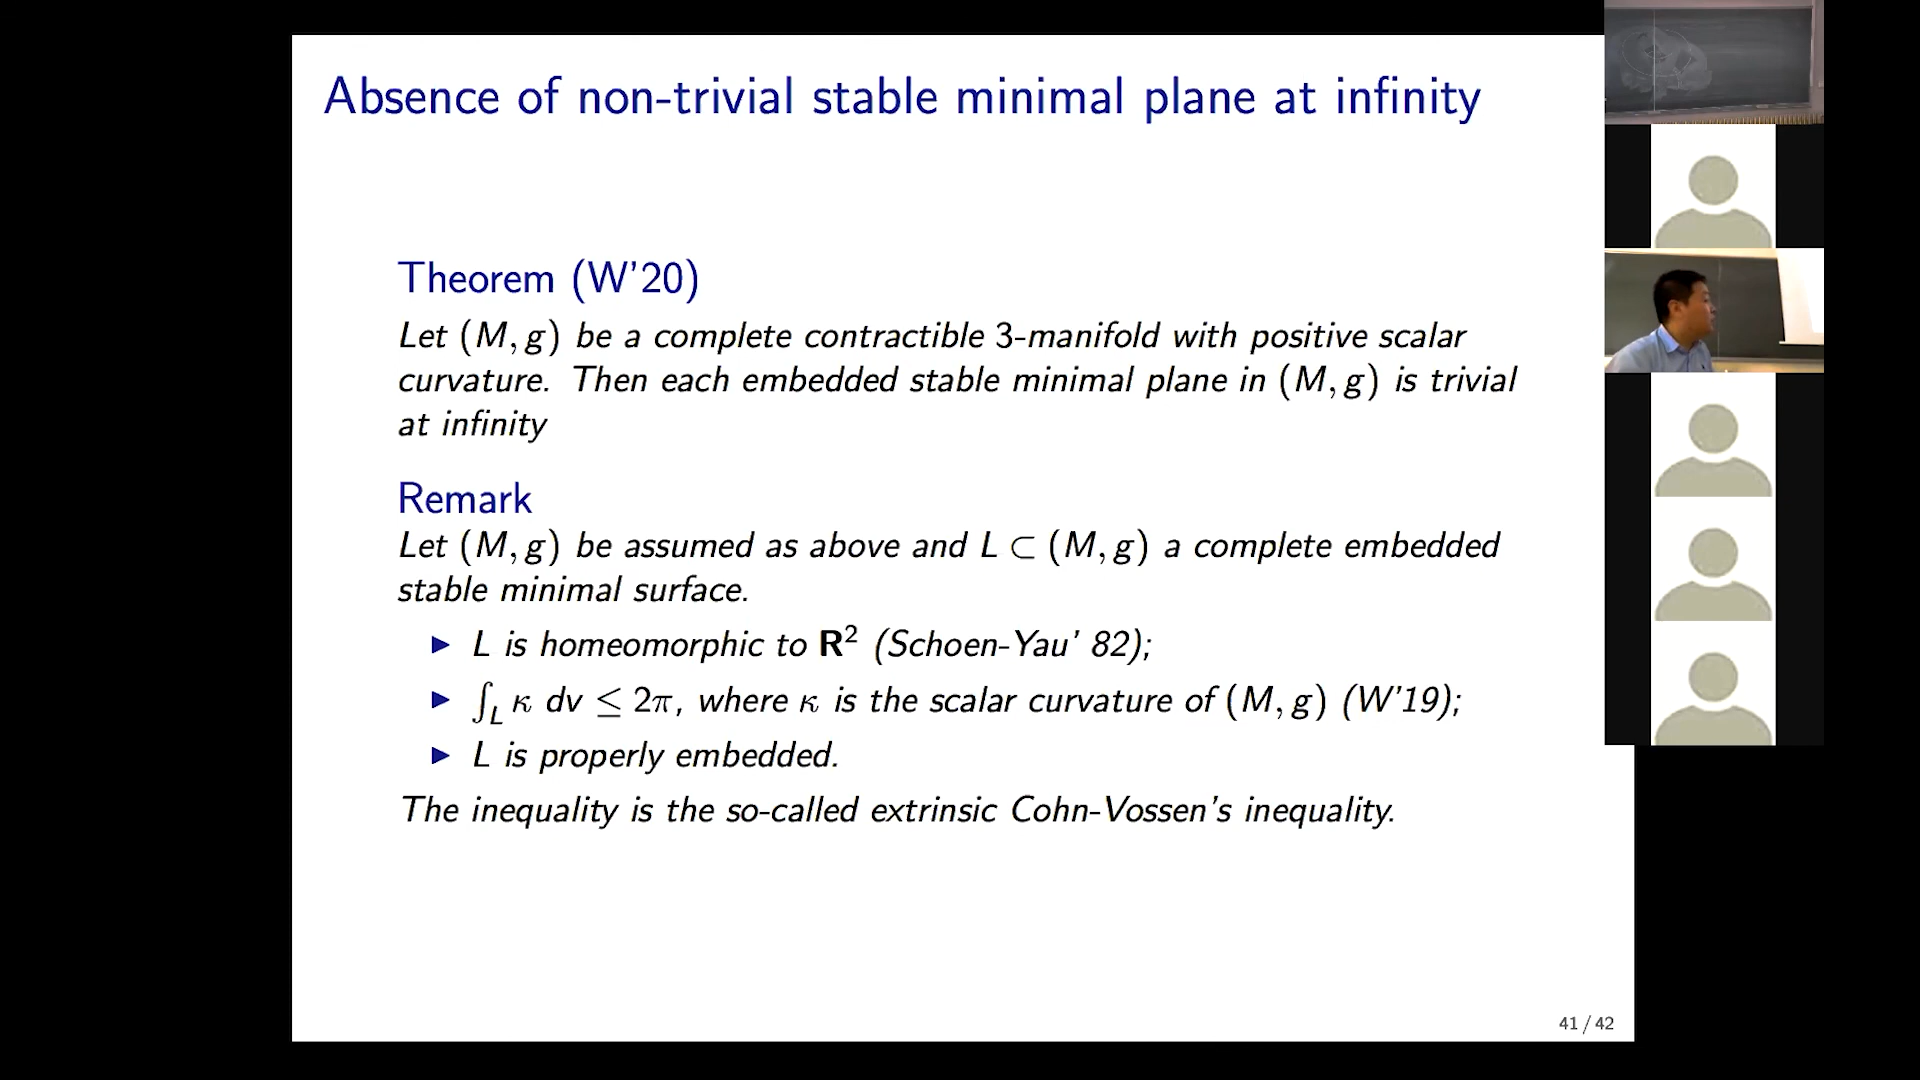 Absence of non-trivial stable minimal plane at infinity
Theorem (W'20)
Let (M, g) be a complete contractible 3-manifold with positive scalar
curvature. Then each embedded stable minimal plane in (M, g) is trivial
at infinity
Remark
Let (M, g) be assumed as above and L ⊂ (M, g) a complete embedded
stable minimal surface.
▶ L is homeomorphic to R² (Schoen-Yau' 82);
▶ ∫_L κ dv ≤ 2π, where κ is the scalar curvature of (M, g) (W'19);
▶ L is properly embedded.
The inequality is the so-called extrinsic Cohn-Vossen's inequality.
41 / 42